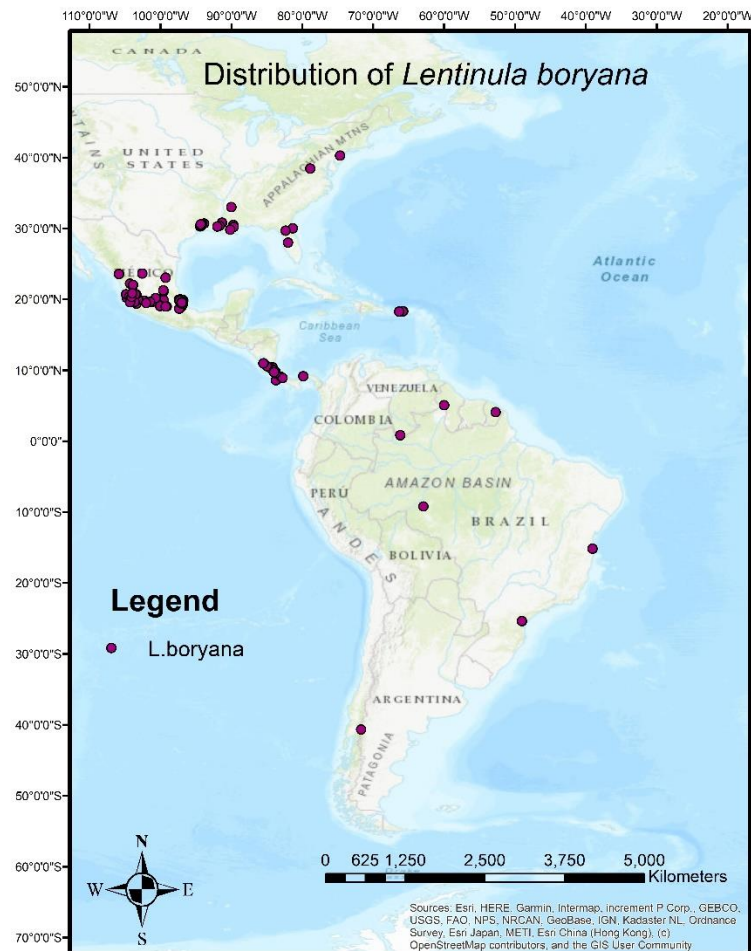 110°0'0"W 100°0'0"W 90°0'0"W 80°0'0"W 70°0'0"W 60°0'0"W 50°0'0"W 40°0'0"W 30°0'0"W 20°0'0"W
CANADA
Distribution of Lentinula boryana
50°0'0"N
UNITED
STATES
APPALACHIAN MTNS
40°0'0"N
30°0'0"N
Atlantic
Ocean
20°0'0"N
Caribbean
Sea
10°0'0"N
VENEZUELA
COLOMBIA
0°0'0"
AMAZON BASIN
PERÚ
BRAZIL
10°0'0"S
ANDES
BOLIVIA
20°0'0"S
Legend
L.boryana
30°0'0"S
ARGENTINA
40°0'0"S
PATAGONIA
50°0'0"S
60°0'0"S
N
W E
S
0 625 1,250 2,500 3,750 5,000
Kilometers
70°0'0"S
Sources: Esri, HERE, Garmin, Intermap, increment P Corp., GEBCO,
USGS, FAO, NPS, NRCAN, GeoBase, IGN, Kadaster NL, Ordnance
Survey, Esri Japan, METI, Esri China (Hong Kong), (c)
OpenStreetMap contributors, and the GIS User Community